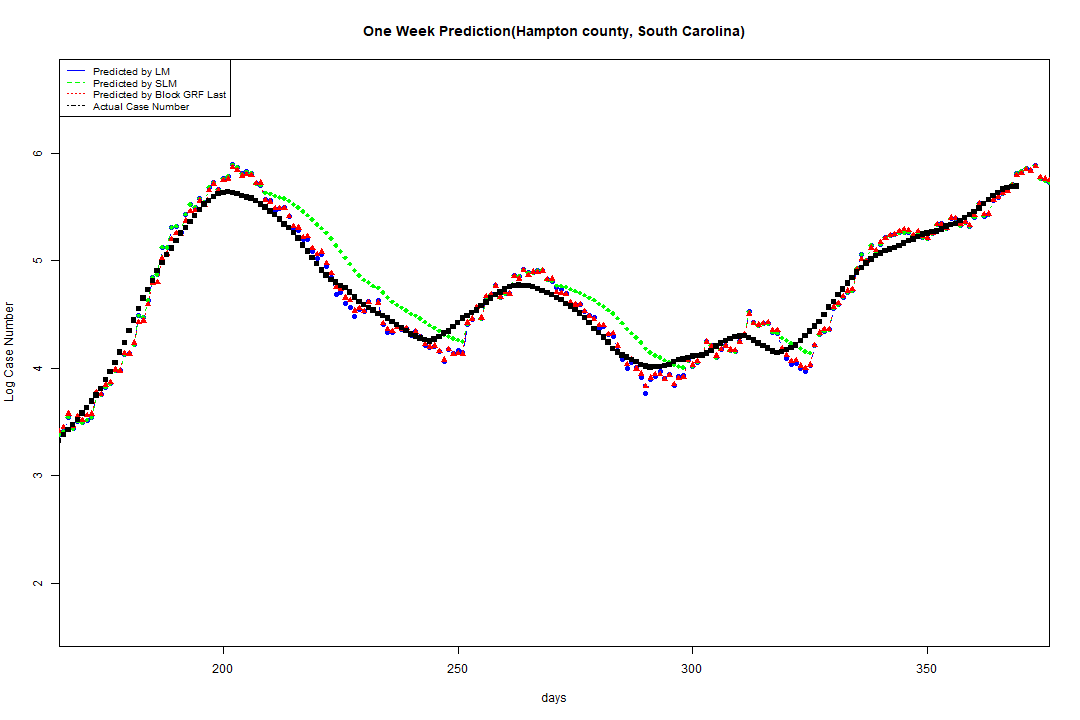 One Week Prediction(Hampton county, South Carolina)
Predicted by LM
Predicted by SLM
Predicted by Block GRF Last
Actual Case Number
6
5
4
3
2
Log Case Number
200 250 300 350
days